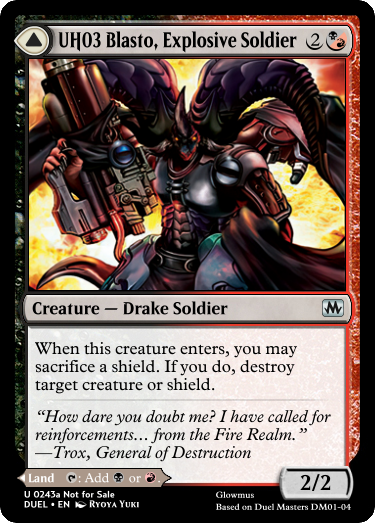 UH03 Blasto, Explosive Soldier 2
Creature — Drake Soldier
When this creature enters, you may
sacrifice a shield. If you do, destroy
target creature or shield.
“How dare you doubt me? I have called for
reinforcements… from the Fire Realm.”
—Trox, General of Destruction
Land : Add or .
2/2
U 0243a Not for Sale
DUEL • EN Ryoya Yuki
Glowmus
Based on Duel Masters DM01-04